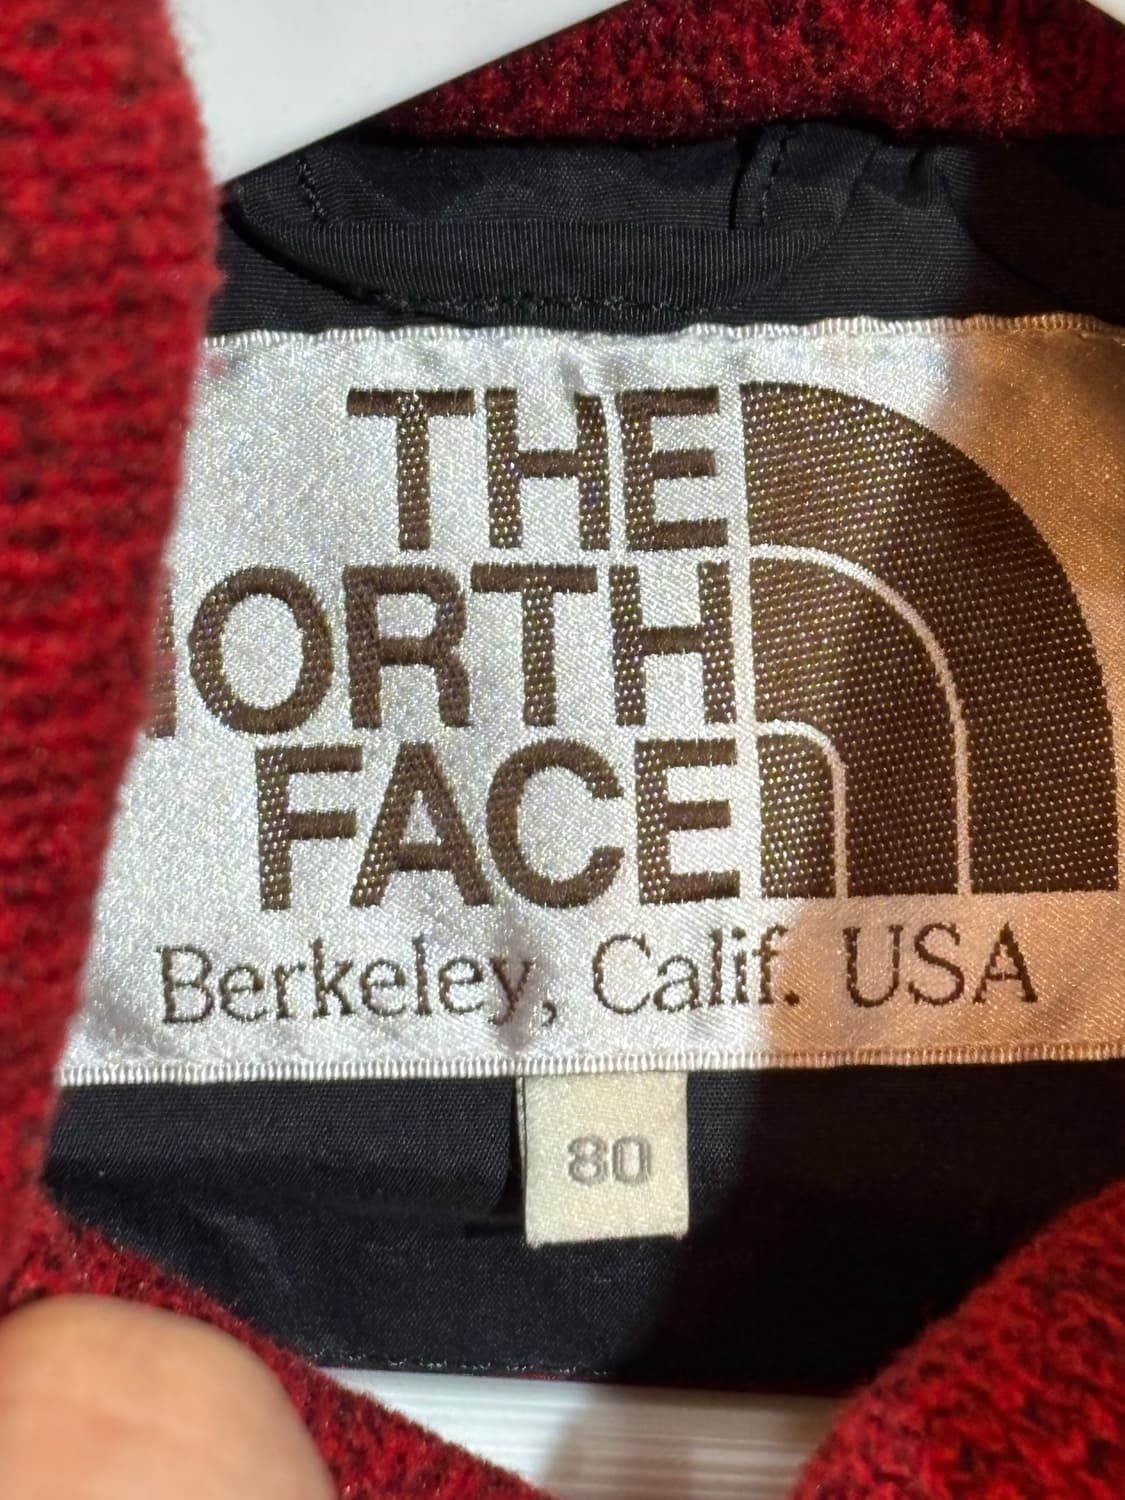 THE
NORTH
FACE
Berkeley, Calif. USA
80